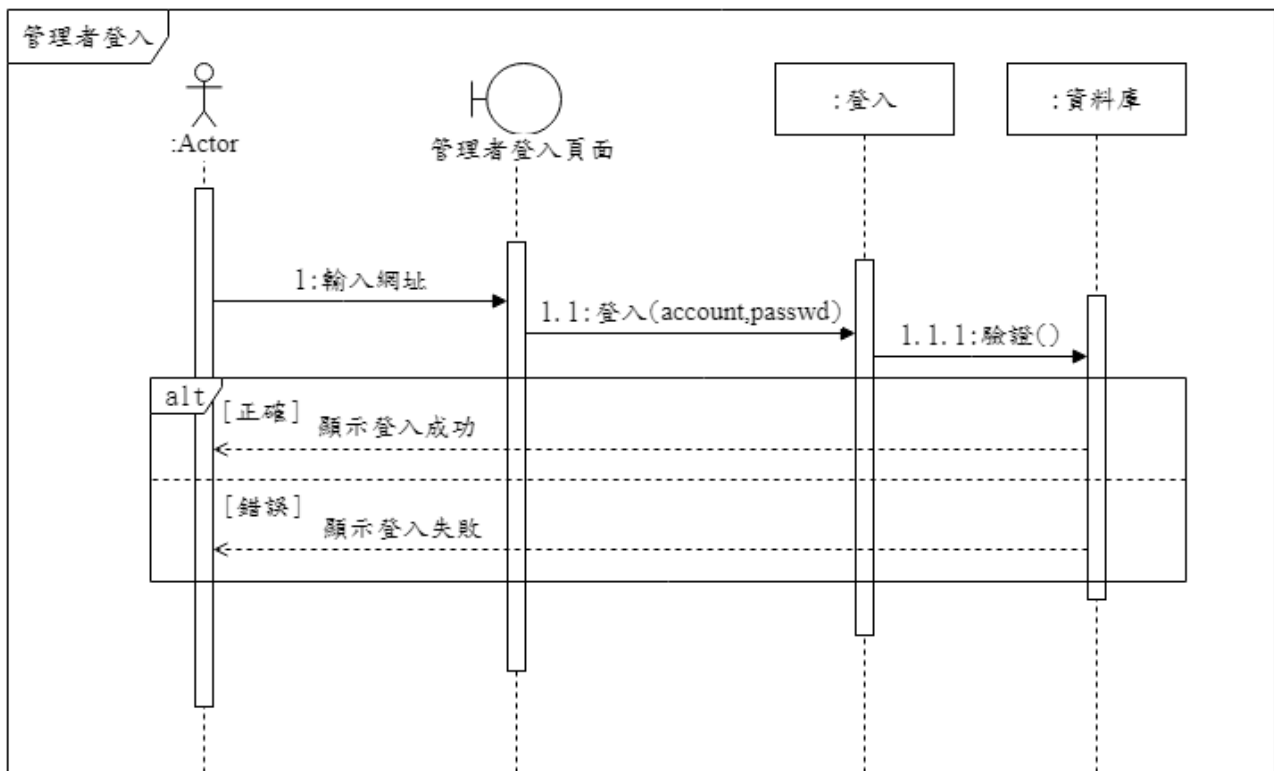 管理者登入
:Actor
管理者登入頁面
:登入
:資料庫
1:輸入網址
1.1:登入(account,passwd)
1.1.1:驗證()
alt
[正確]
顯示登入成功
[錯誤]
顯示登入失敗